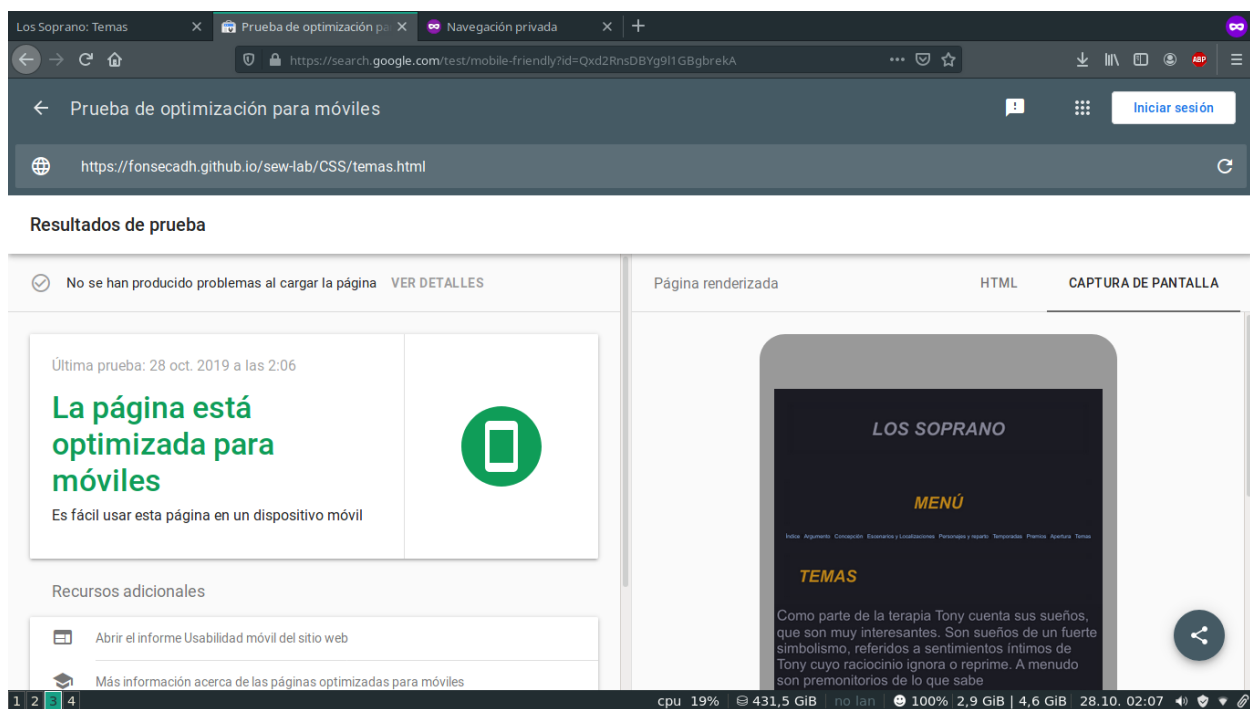 Los Soprano: Temas
Prueba de optimización pa
Navegación privada
https://search.google.com/test/mobile-friendly?id=Qxd2RnsDBYg9l1GBgbrekA
ABP
Prueba de optimización para móviles
Iniciar sesión
https://fonsecadh.github.io/sew-lab/CSS/temas.html
Resultados de prueba
No se han producido problemas al cargar la página VER DETALLES
Página renderizada
HTML
CAPTURA DE PANTALLA
Última prueba: 28 oct. 2019 a las 2:06
La página está
optimizada para
móviles
Es fácil usar esta página en un dispositivo móvil
Recursos adicionales
Abrir el informe Usabilidad móvil del sitio web
Más información acerca de las páginas optimizadas para móviles
LOS SOPRANO
MENÚ
Indice Argumento Concepción Escenarios y Localizaciones Personajes y reparto Temporadas Premios Apertura Temas
TEMAS
Como parte de la terapia Tony cuenta sus sueños,
que son muy interesantes. Son sueños de un fuerte
simbolismo, referidos a sentimientos íntimos de
Tony cuyo raciocinio ignora o reprime. A menudo
son premonitorios de lo que sabe
1 2 3 4
cpu 19% 431,5 GiB no lan 100% 2,9 GiB | 4,6 GiB 28.10. 02:07